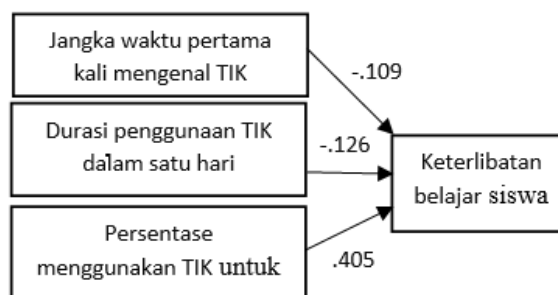 Jangka waktu pertama
kali mengenal TIK
-.109
Durasi penggunaan TIK
dalam satu hari
-.126
Keterlibatan
belajar siswa
Persentase
menggunakan TIK untuk
.405